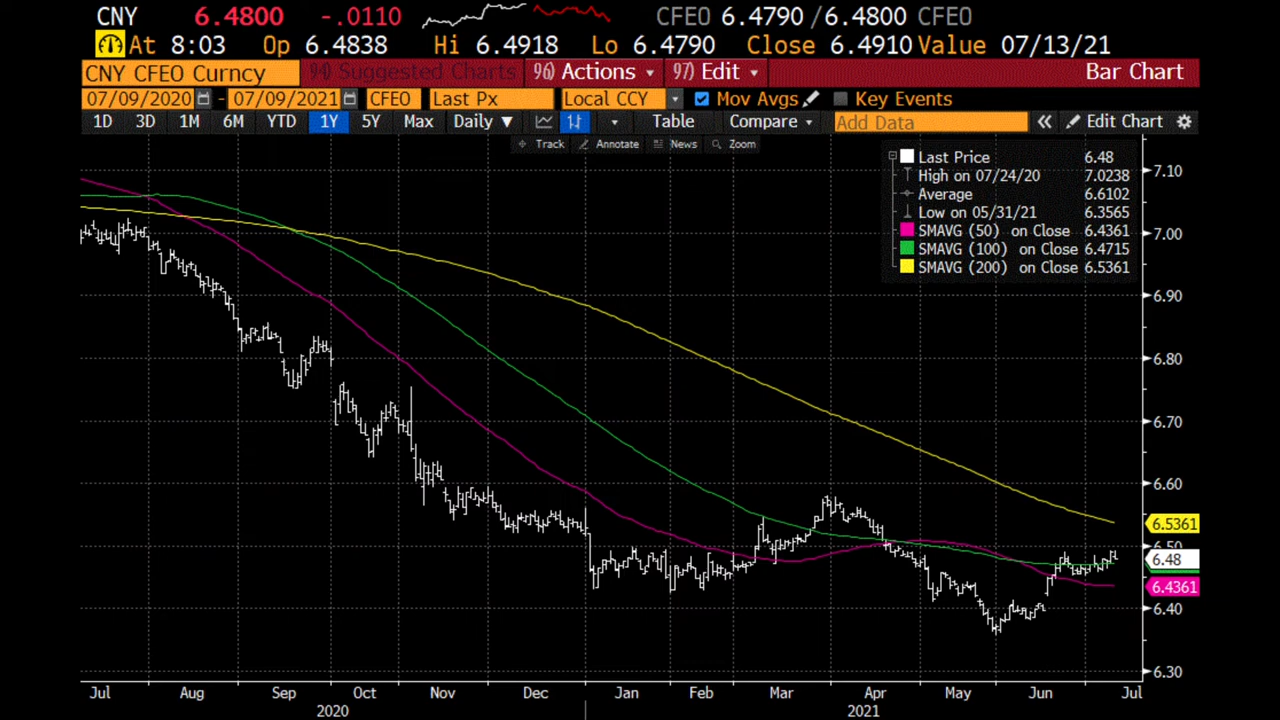 CNY 6.4800 -.0110 CFEO 6.4790 / 6.4800 CFEO
At 8:03 Op 6.4838 Hi 6.4918 Lo 6.4790 Close 6.4910 Value 07/13/21
CNY CFEO Curncy 94) Suggested Charts 96) Actions 97) Edit Bar Chart
07/09/2020 - 07/09/2021 CFEO Last Px Local CCY Mov Avgs Key Events
1D 3D 1M 6M YTD 1Y 5Y Max Daily ▼ Table Compare Add Data « Edit Chart
Track Annotate News Zoom
Last Price 6.48
High on 07/24/20 7.0238
Average 6.6102
Low on 05/31/21 6.3565
SMAVG (50) on Close 6.4361
SMAVG (100) on Close 6.4715
SMAVG (200) on Close 6.5361
7.10
7.00
6.90
6.80
6.70
6.60
6.5361
6.50
6.48
6.4361
6.40
6.30
Jul Aug Sep Oct Nov Dec Jan Feb Mar Apr May Jun Jul
2020 2021